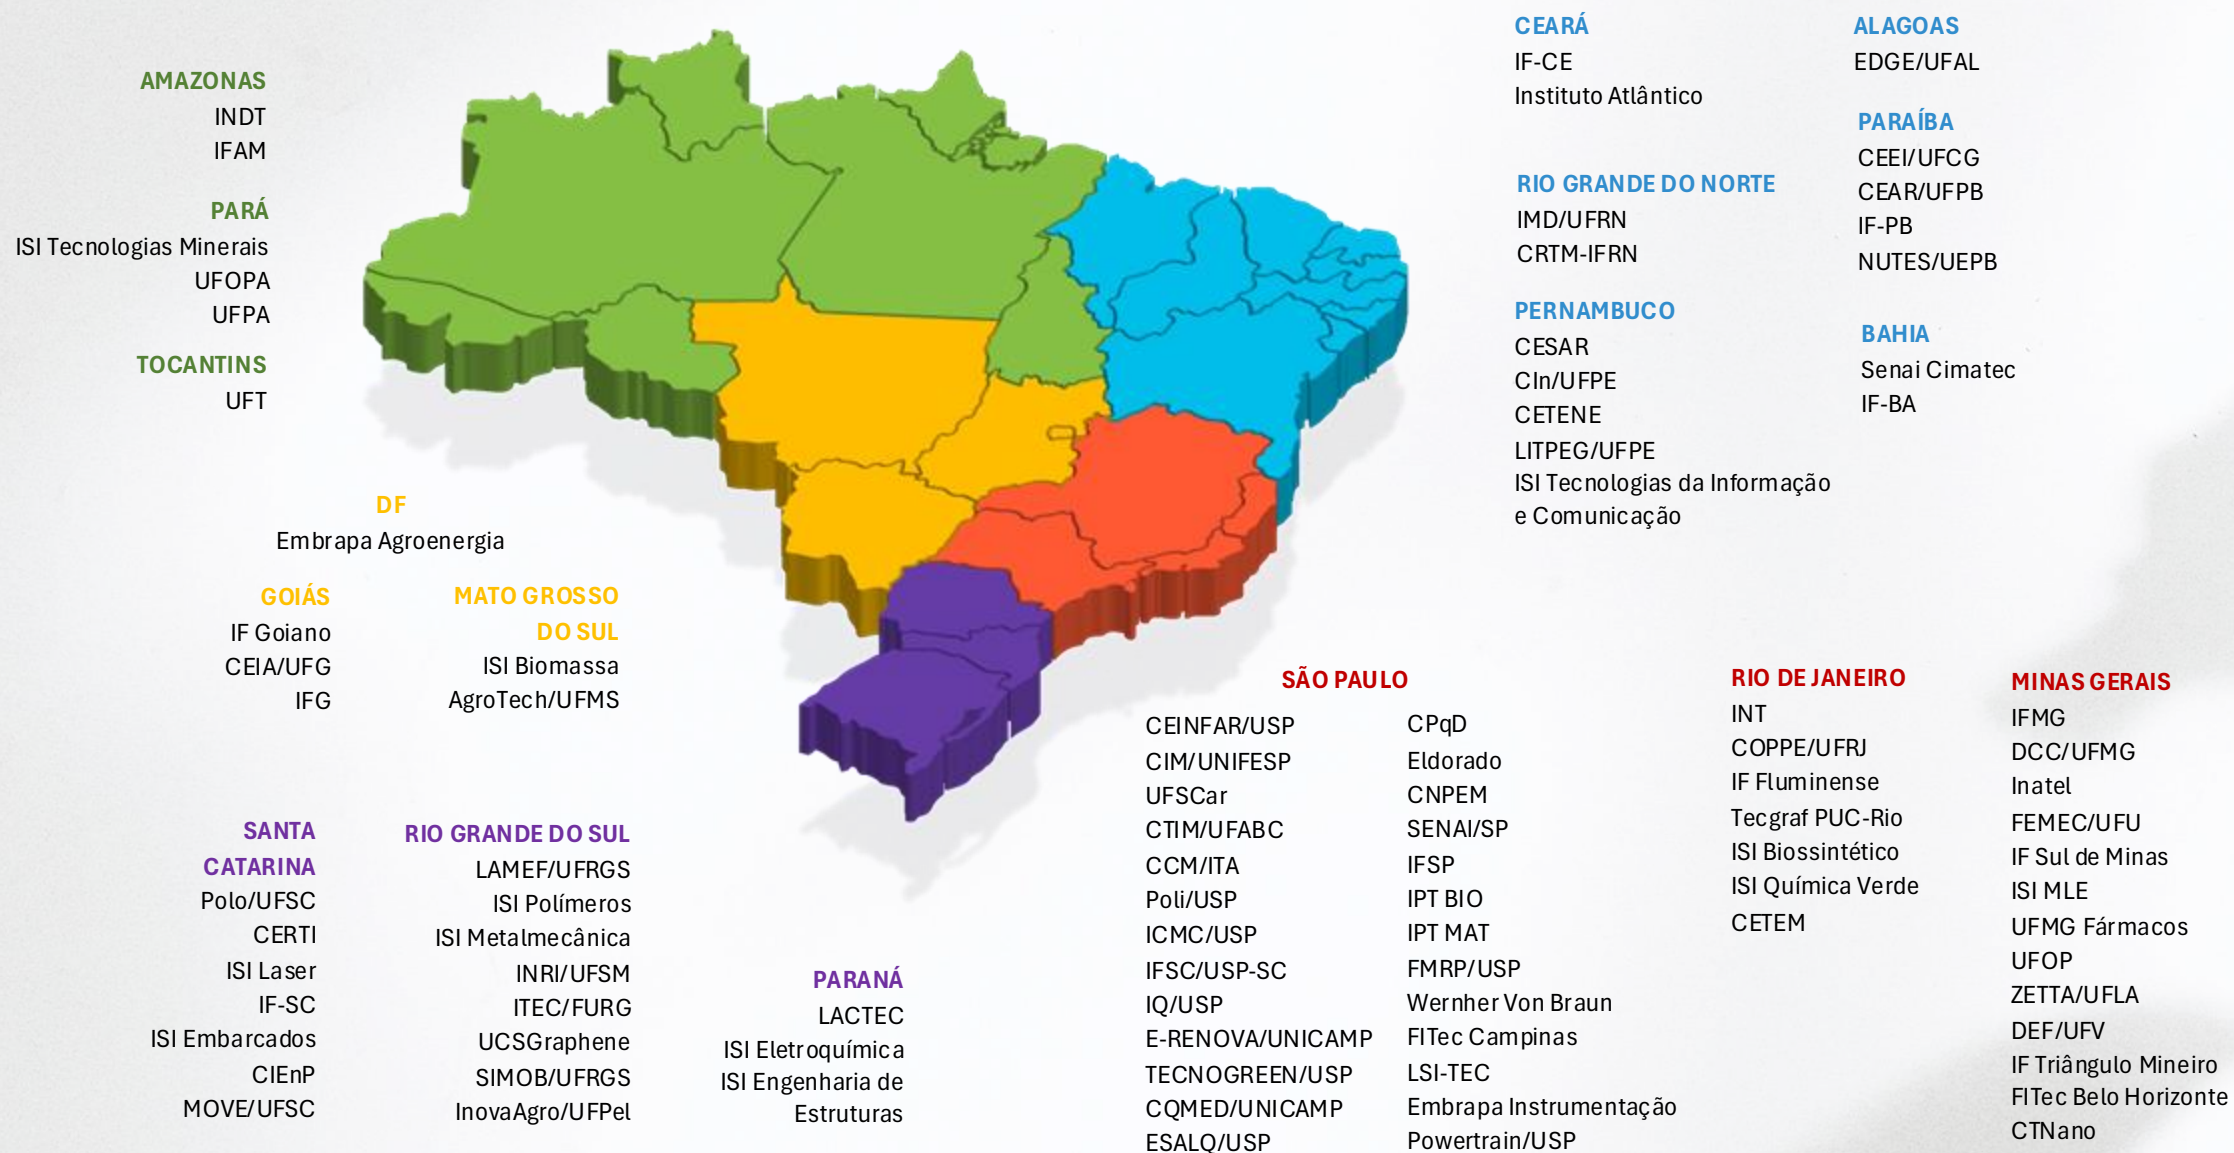 AMAZONAS
INDT
IFAM
PARÁ
ISI Tecnologias Minerais
UFOPA
UFPA
TOCANTINS
UFT
DF
Embrapa Agroenergia
GOIÁS
IF Goiano
CEIA/UFG
IFG
MATO GROSSO
DO SUL
ISI Biomassa
AgroTech/UFMS
SANTA
CATARINA
Polo/UFSC
CERTI
ISI Laser
IF-SC
ISI Embarcados
CIEnP
MOVE/UFSC
RIO GRANDE DO SUL
LAMEF/UFRGS
ISI Polímeros
ISI Metalmecânica
INRI/UFSM
ITEC/FURG
UCSGraphene
SIMOB/UFRGS
InovaAgro/UFPel
PARANÁ
LACTEC
ISI Eletroquímica
ISI Engenharia de
Estruturas
CEARÁ
IF-CE
Instituto Atlântico
RIO GRANDE DO NORTE
IMD/UFRN
CRTM-IFRN
PERNAMBUCO
CESAR
CIn/UFPE
CETENE
LITPEG/UFPE
ISI Tecnologias da Informação
e Comunicação
ALAGOAS
EDGE/UFAL
PARAÍBA
CEEI/UFCG
CEAR/UFPB
IF-PB
NUTES/UEPB
BAHIA
Senai Cimatec
IF-BA
SÃO PAULO
CEINFAR/USP
CIM/UNIFESP
UFSCar
CTIM/UFABC
CCM/ITA
Poli/USP
ICMC/USP
IFSC/USP-SC
IQ/USP
E-RENOVA/UNICAMP
TECNOGREEN/USP
CQMED/UNICAMP
ESALQ/USP
CPqD
Eldorado
CNPEM
SENAI/SP
IFSP
IPT BIO
IPT MAT
FMRP/USP
Wernher Von Braun
FITec Campinas
LSI-TEC
Embrapa Instrumentação
Powertrain/USP
RIO DE JANEIRO
INT
COPPE/UFRJ
IF Fluminense
Tecgraf PUC-Rio
ISI Biossintético
ISI Química Verde
CETEM
MINAS GERAIS
IFMG
DCC/UFMG
Inatel
FEMEC/UFU
IF Sul de Minas
ISI MLE
UFMG Fármacos
UFOP
ZETTA/UFLA
DEF/UFV
IF Triângulo Mineiro
FITec Belo Horizonte
CTNano